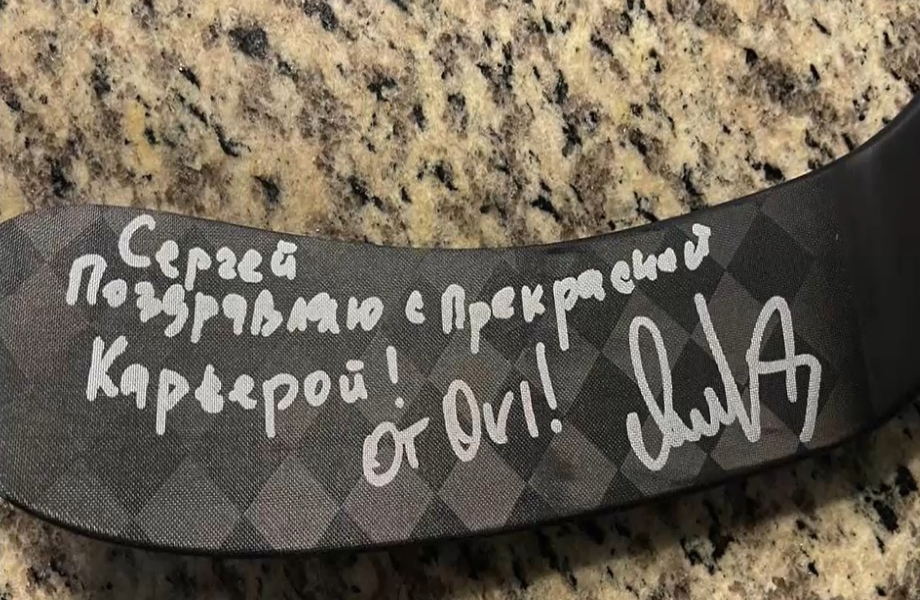 Сергей
Поздравляю с Прекрасной
Карьерой!
От Ovi!